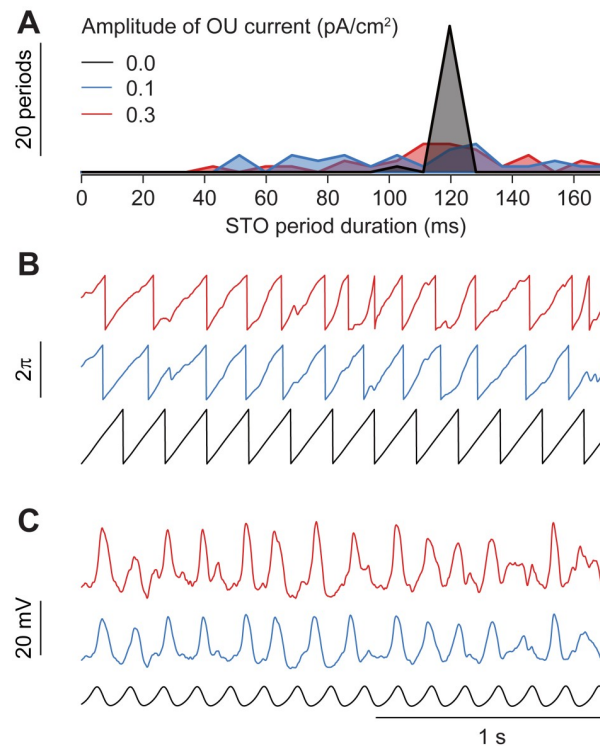 A
Amplitude of OU current (pA/cm²)
0.0
0.1
0.3
20 periods
0 20 40 60 80 100 120 140 160
STO period duration (ms)
B
2π
C
20 mV
1 s